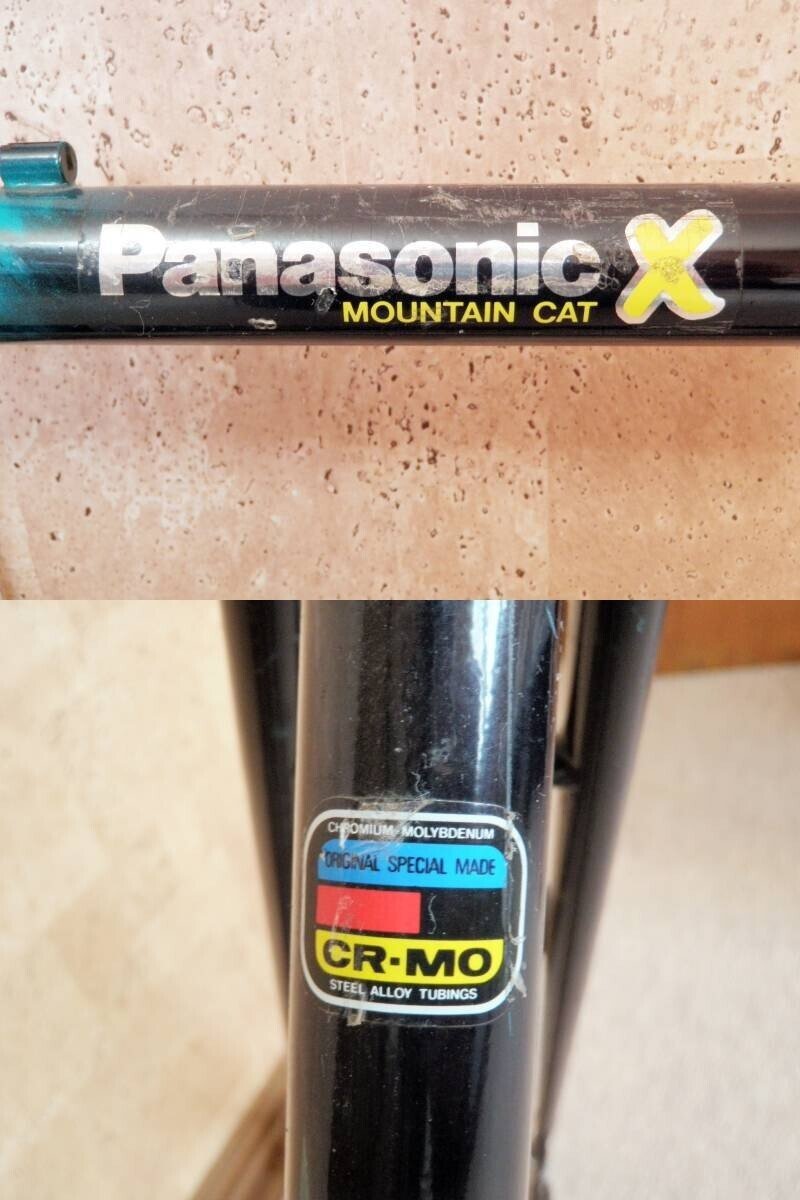 Panasonic X
MOUNTAIN CAT
CHROMIUM-MOLYBDENUM
ORIGINAL SPECIAL MADE
CR-MO
STEEL ALLOY TUBINGS